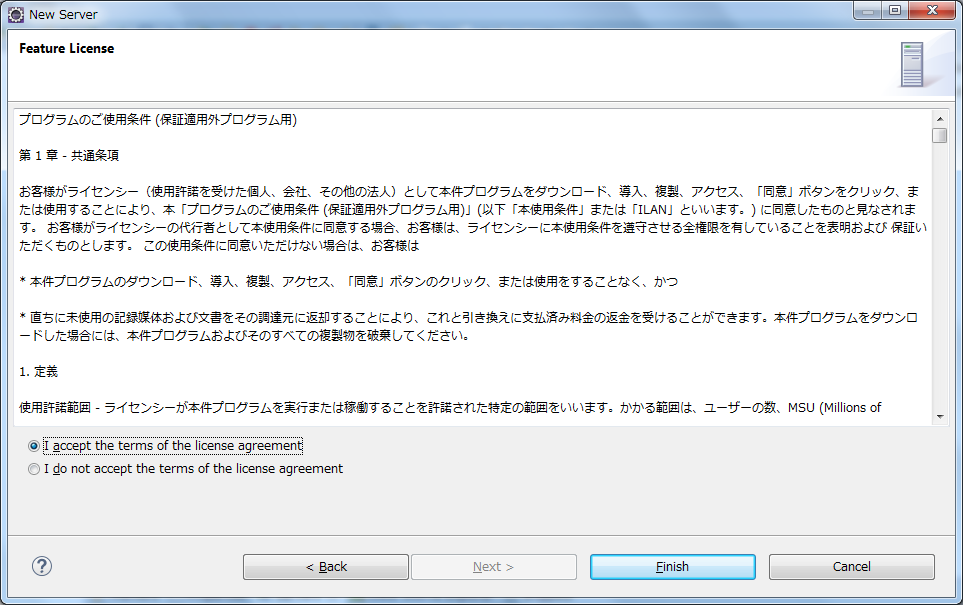 New Server
Feature License
プログラムのご使用条件 (保証適用外プログラム用)
第 1 章 - 共通条項
お客様がライセンシー（使用許諾を受けた個人、会社、その他の法人）として本件プログラムをダウンロード、導入、複製、アクセス、「同意」ボタンをクリック、ま
たは使用することにより、本「プログラムのご使用条件 (保証適用外プログラム用)」(以下「本使用条件」または「ILAN」といいます。) に同意したものと見なされま
す。 お客様がライセンシーの代行者として本使用条件に同意する場合、お客様は、ライセンシーに本使用条件を遵守させる全権限を有していることを表明および 保証い
ただくものとします。 この使用条件に同意いただけない場合は、お客様は
* 本件プログラムのダウンロード、導入、複製、アクセス、「同意」ボタンのクリック、または使用をすることなく、かつ
* 直ちに未使用の記録媒体および文書をその調達元に返却することにより、これと引き換えに支払済み料金の返金を受けることができます。本件プログラムをダウンロ
ードした場合には、本件プログラムおよびそのすべての複製物を破棄してください。
1. 定義
使用許諾範囲 - ライセンシーが本件プログラムを実行または稼働することを許諾された特定の範囲をいいます。かかる範囲は、ユーザーの数、MSU (Millions of
I accept the terms of the license agreement
I do not accept the terms of the license agreement
?
< Back
Next >
Finish
Cancel